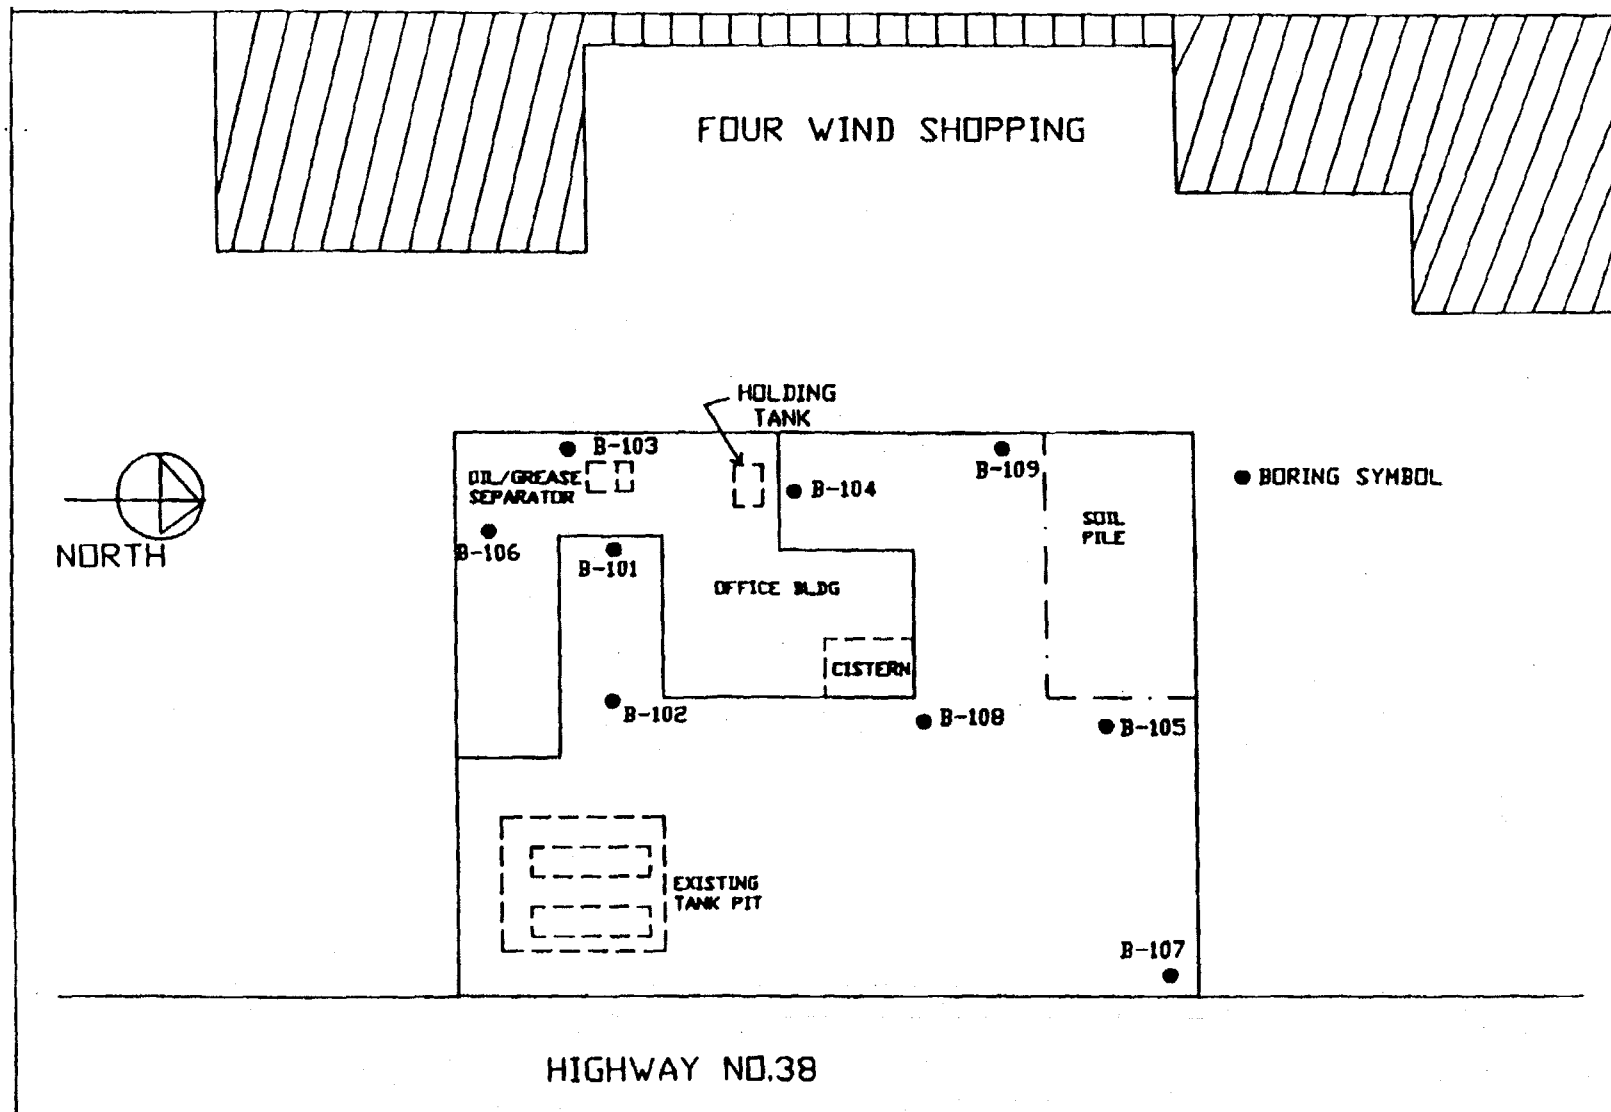 FOUR WIND SHOPPING
HOLDING
TANK
B-103
B-109
OIL/GREASE
SEPARATOR
B-104
BORING SYMBOL
SOIL
PILE
NORTH
B-106
B-101
OFFICE BLDG
CISTERN
B-102
B-108
B-105
EXISTING
TANK PIT
B-107
HIGHWAY NO.38